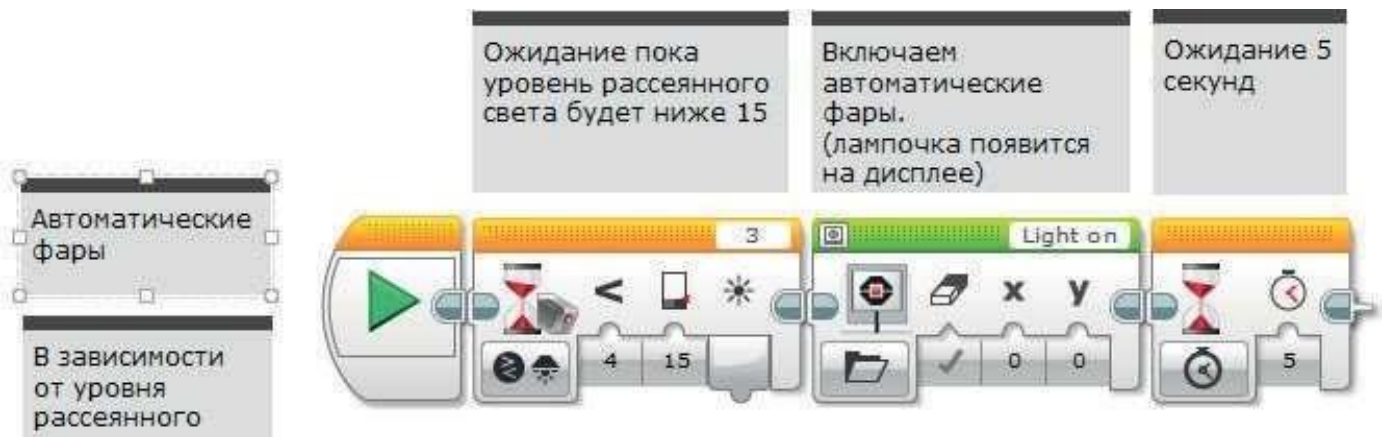 Ожидание пока
уровень рассеянного
света будет ниже 15
Включаем
автоматические
фары.
(лампочка появится
на дисплее)
Ожидание 5
секунд
Автоматические
фары
В зависимости
от уровня
рассеянного
3
<
4
15
Light on
x
y
0
0
5